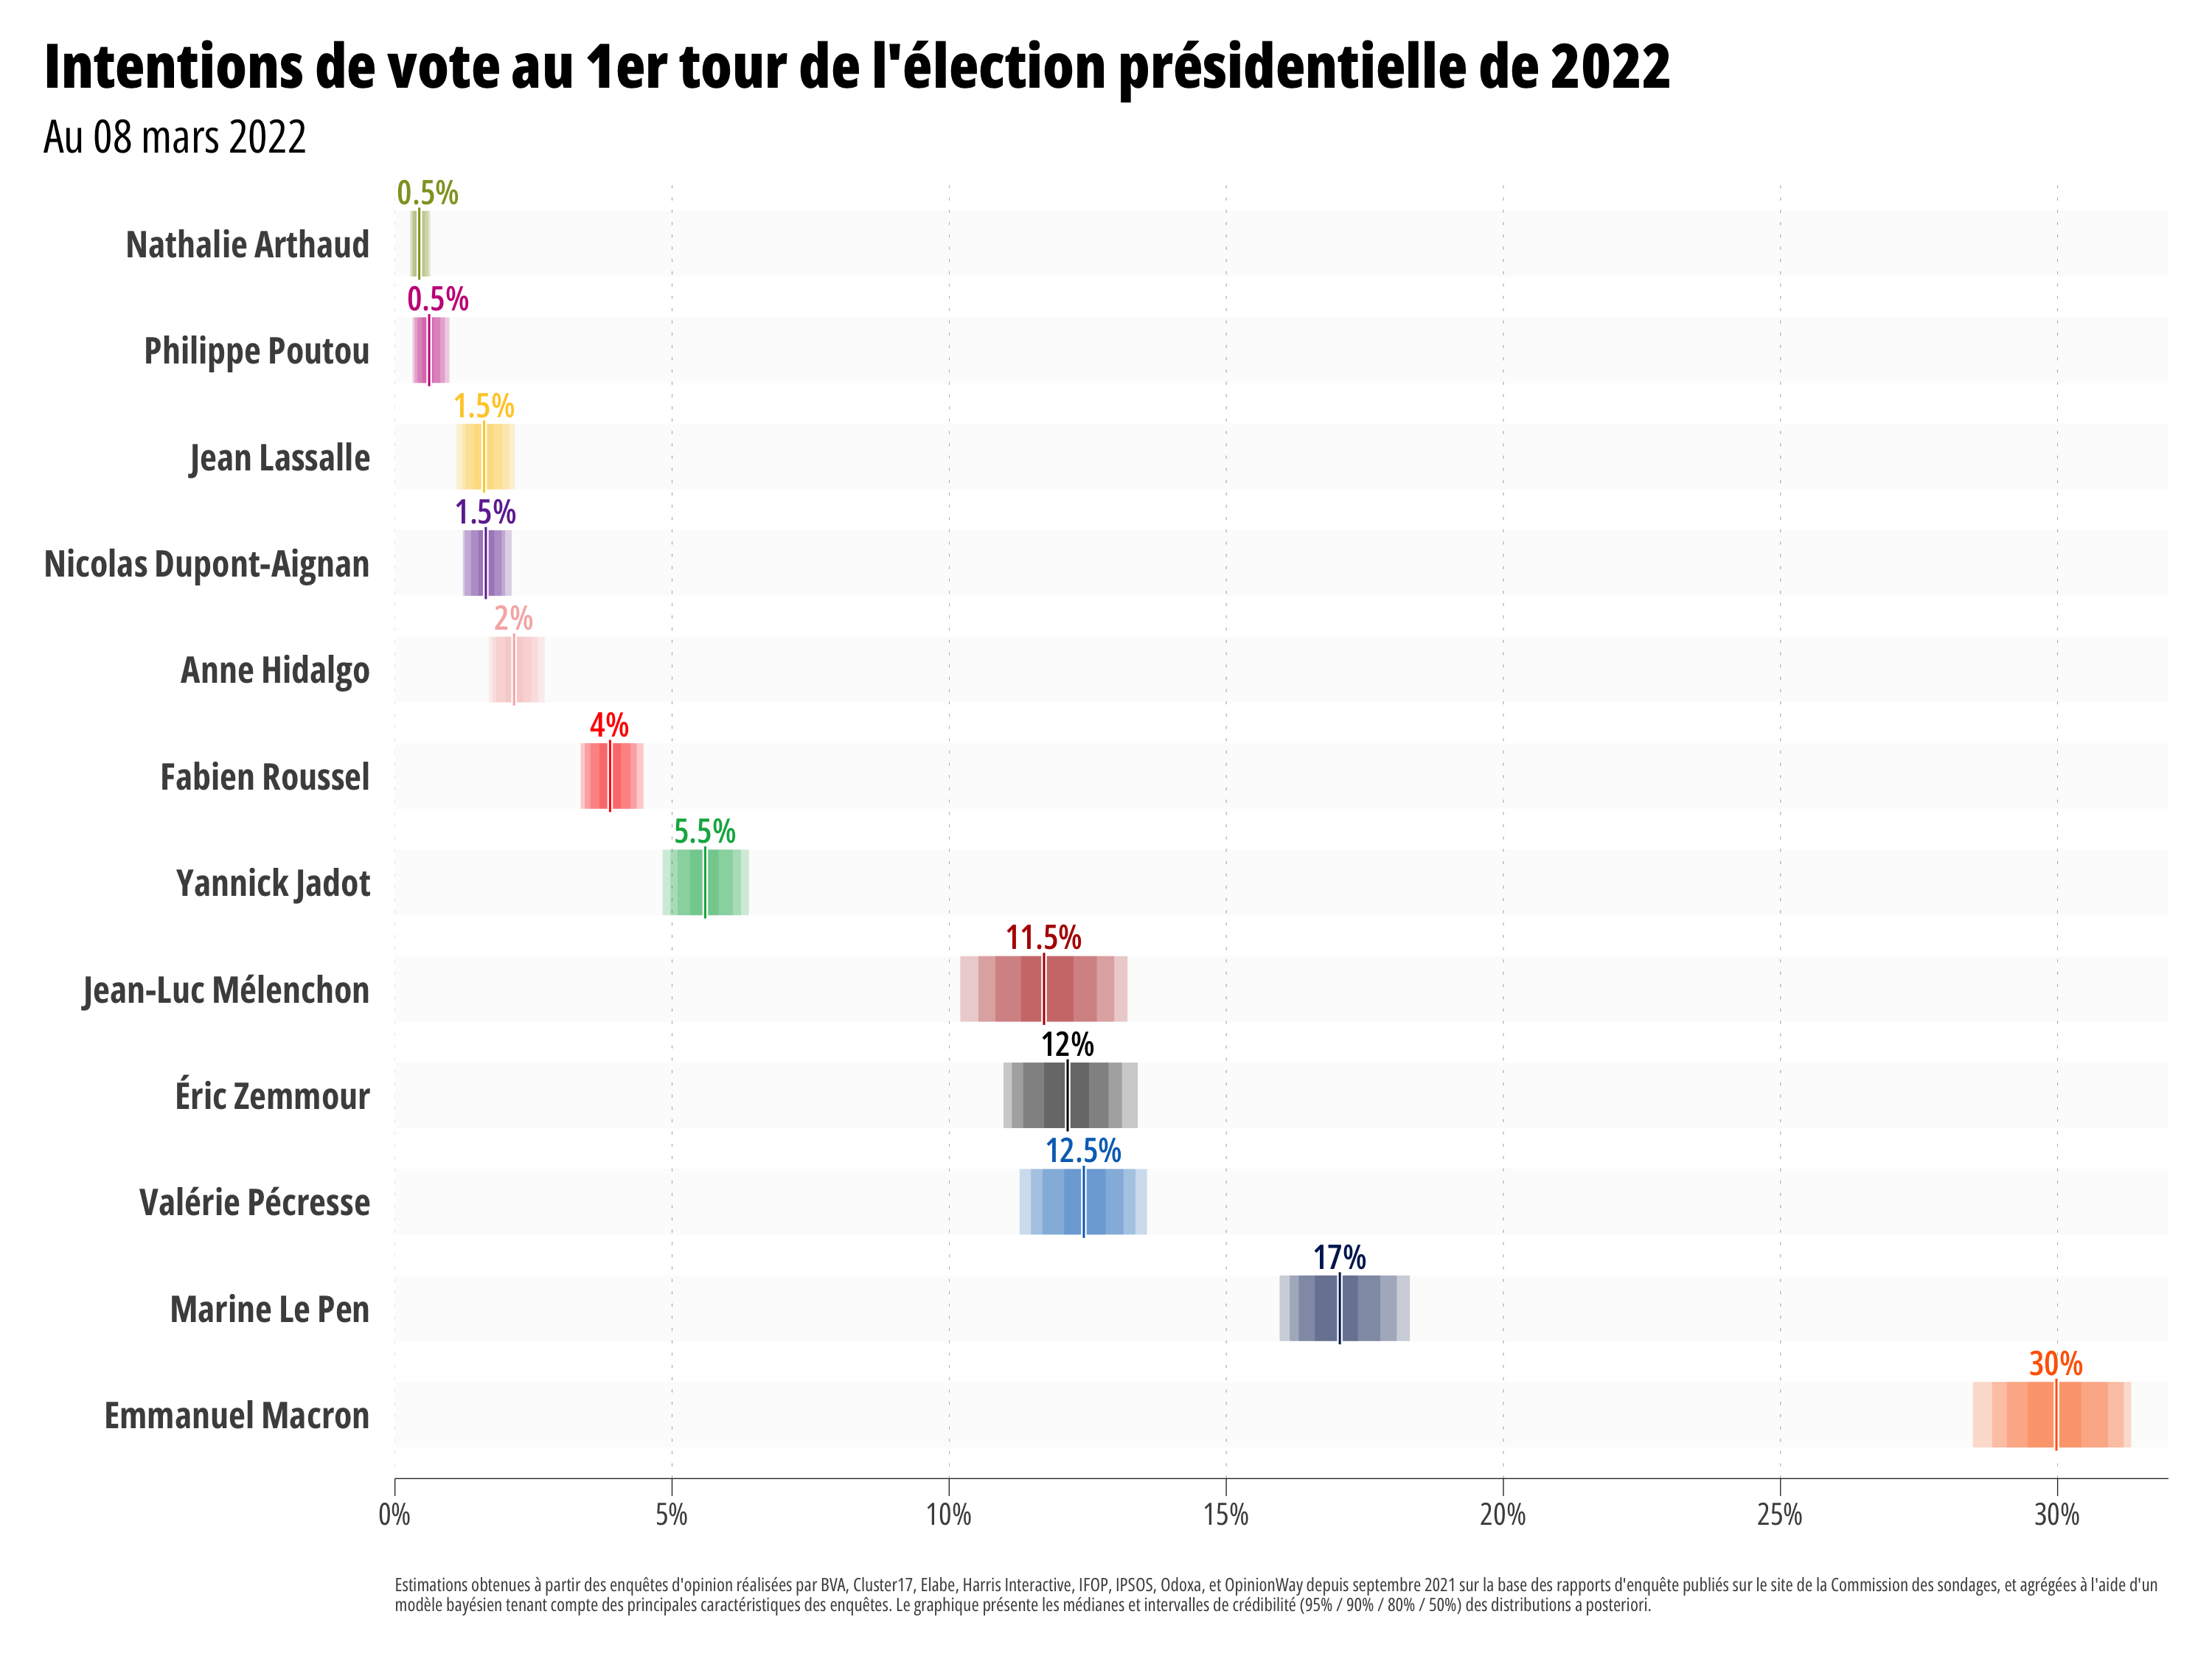 Intentions de vote au 1er tour de l'élection présidentielle de 2022
Au 08 mars 2022
0.5%
Nathalie Arthaud
0.5%
Philippe Poutou
1.5%
Jean Lassalle
1.5%
Nicolas Dupont-Aignan
2%
Anne Hidalgo
4%
Fabien Roussel
5.5%
Yannick Jadot
11.5%
Jean-Luc Mélenchon
12%
Éric Zemmour
12.5%
Valérie Pécresse
17%
Marine Le Pen
30%
Emmanuel Macron
0% 5% 10% 15% 20% 25% 30%
Estimations obtenues à partir des enquêtes d'opinion réalisées par BVA, Cluster17, Elabe, Harris Interactive, IFOP, IPSOS, Odoxa, et OpinionWay depuis septembre 2021 sur la base des rapports d'enquête publiés sur le site de la Commission des sondages, et agrégées à l'aide d'un
modèle bayésien tenant compte des principales caractéristiques des enquêtes. Le graphique présente les médianes et intervalles de crédibilité (95% / 90% / 80% / 50%) des distributions a posteriori.